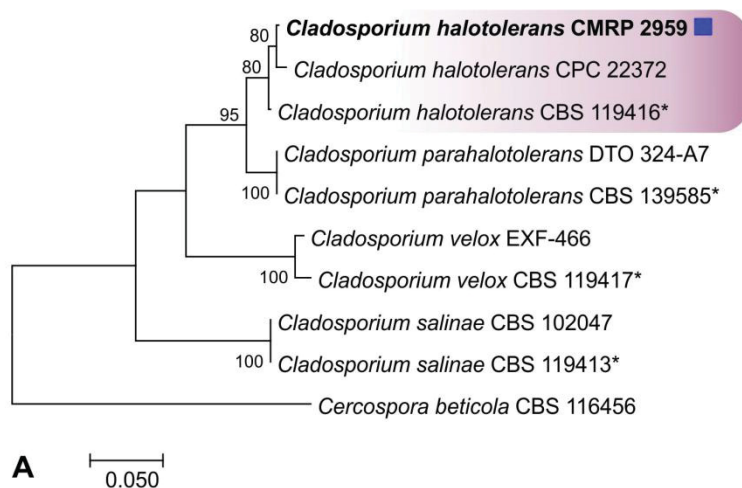 80
Cladosporium halotolerans CMRP 2959
80
Cladosporium halotolerans CPC 22372
95
Cladosporium halotolerans CBS 119416*
Cladosporium parahalotolerans DTO 324-A7
100
Cladosporium parahalotolerans CBS 139585*
Cladosporium velox EXF-466
100
Cladosporium velox CBS 119417*
Cladosporium salinae CBS 102047
100
Cladosporium salinae CBS 119413*
Cercospora beticola CBS 116456
A
0.050